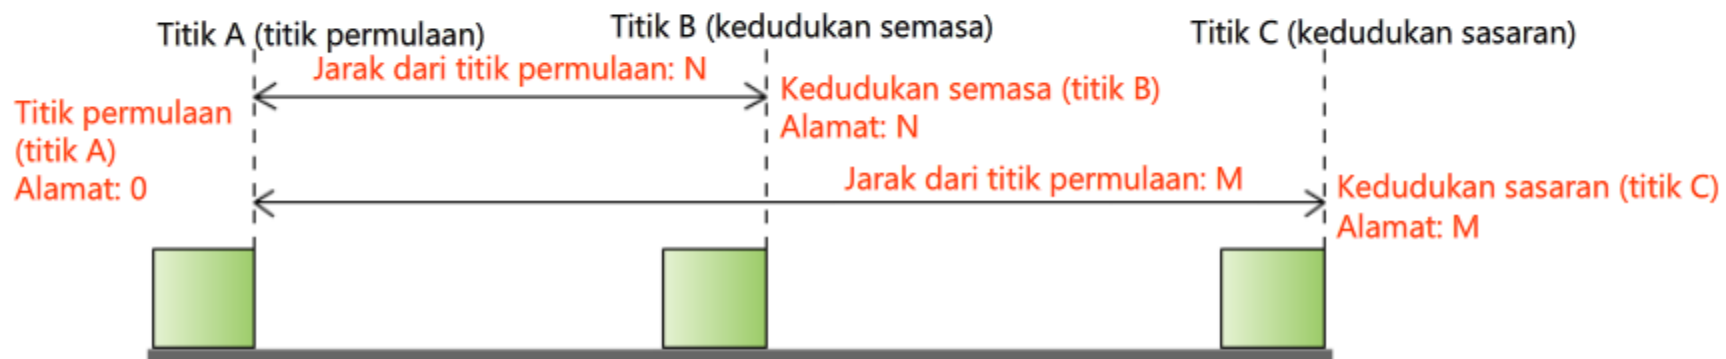 Titik A (titik permulaan)
Titik B (kedudukan semasa)
Titik C (kedudukan sasaran)
Jarak dari titik permulaan: N
Titik permulaan
(titik A)
Alamat: 0
Kedudukan semasa (titik B)
Alamat: N
Jarak dari titik permulaan: M
Kedudukan sasaran (titik C)
Alamat: M